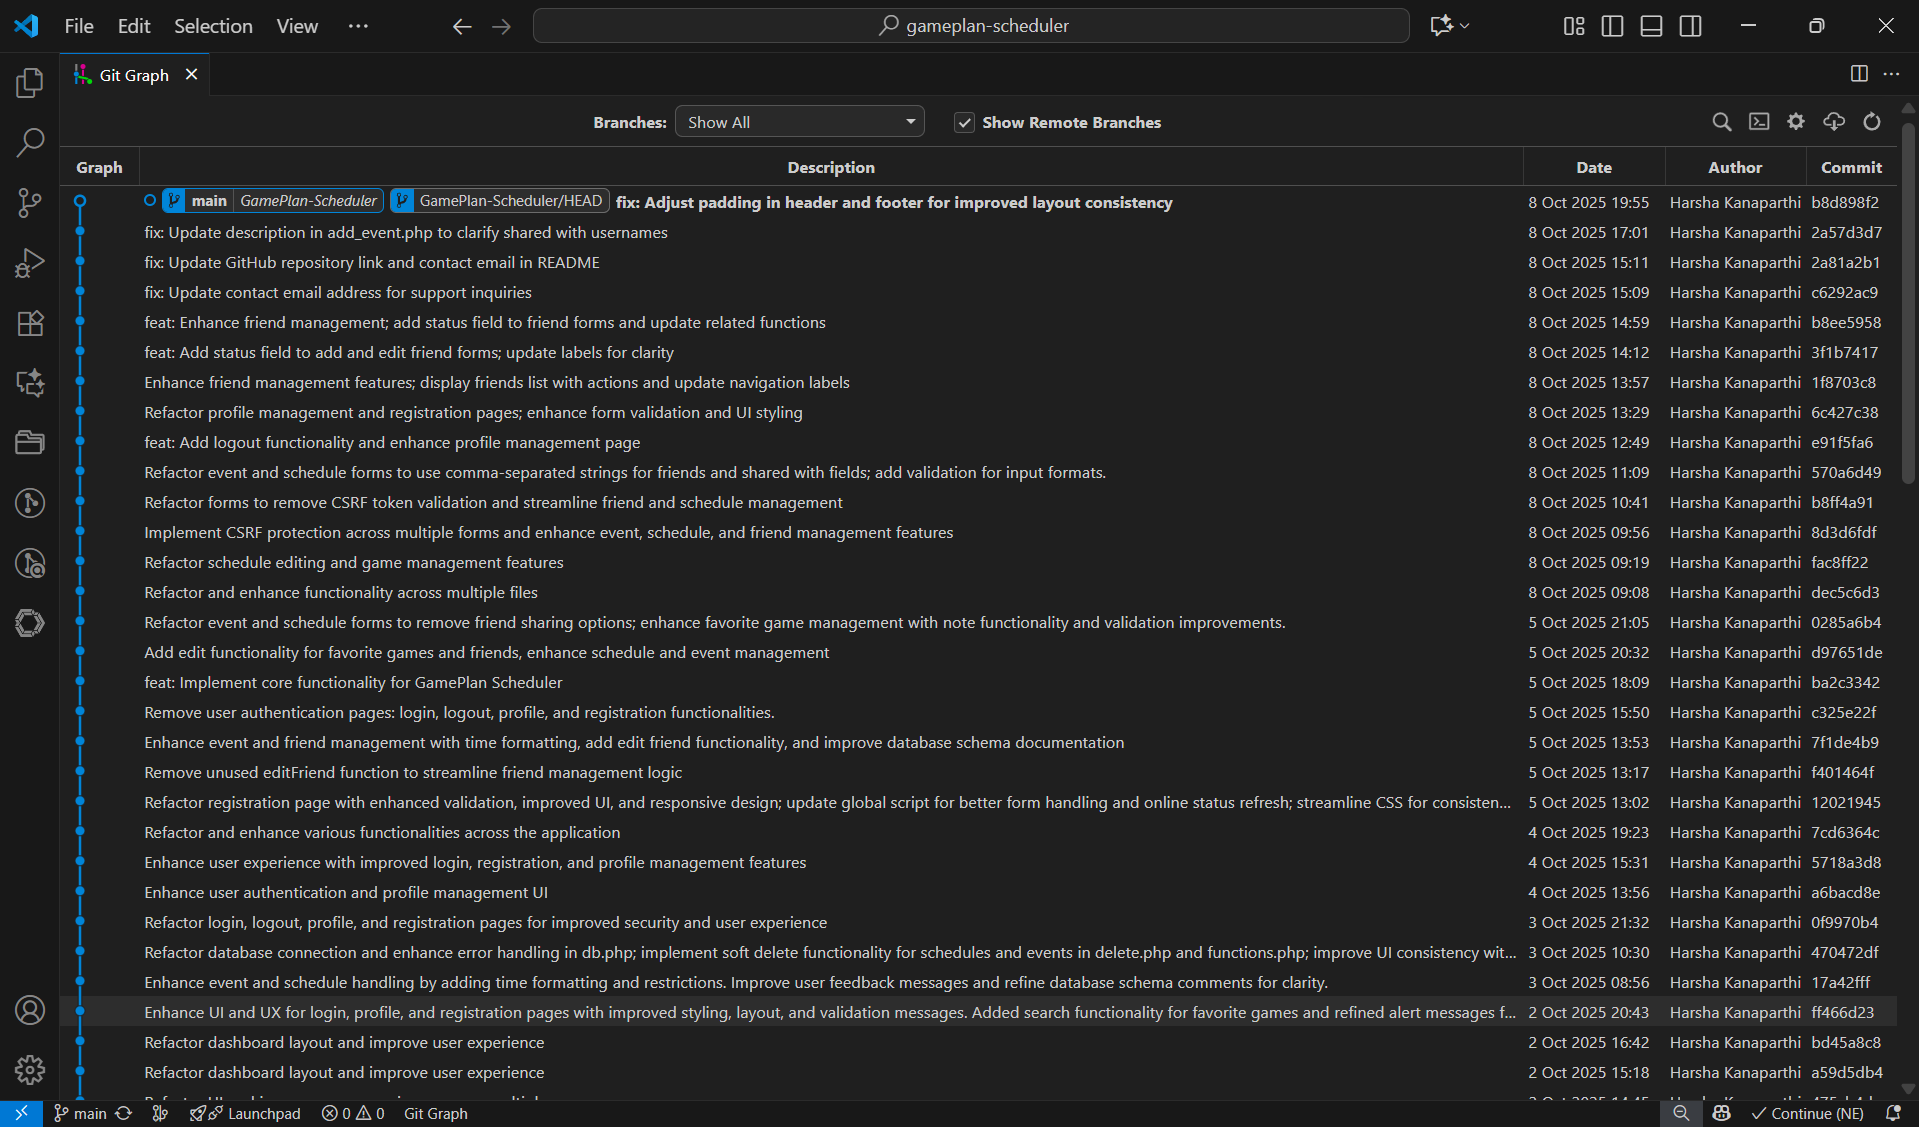 File Edit Selection View ··· gameplan-scheduler
Git Graph
Branches: Show All Show Remote Branches
Graph Description Date Author Commit
main GamePlan-Scheduler GamePlan-Scheduler/HEAD fix: Adjust padding in header and footer for improved layout consistency 8 Oct 2025 19:55 Harsha Kanaparthi b8d898f2
fix: Update description in add_event.php to clarify shared with usernames 8 Oct 2025 17:01 Harsha Kanaparthi 2a57d3d7
fix: Update GitHub repository link and contact email in README 8 Oct 2025 15:11 Harsha Kanaparthi 2a81a2b1
fix: Update contact email address for support inquiries 8 Oct 2025 15:09 Harsha Kanaparthi c6292ac9
feat: Enhance friend management; add status field to friend forms and update related functions 8 Oct 2025 14:59 Harsha Kanaparthi b8ee5958
feat: Add status field to add and edit friend forms; update labels for clarity 8 Oct 2025 14:12 Harsha Kanaparthi 3f1b7417
Enhance friend management features; display friends list with actions and update navigation labels 8 Oct 2025 13:57 Harsha Kanaparthi 1f8703c8
Refactor profile management and registration pages; enhance form validation and UI styling 8 Oct 2025 13:29 Harsha Kanaparthi 6c427c38
feat: Add logout functionality and enhance profile management page 8 Oct 2025 12:49 Harsha Kanaparthi e91f5fa6
Refactor event and schedule forms to use comma-separated strings for friends and shared with fields; add validation for input formats. 8 Oct 2025 11:09 Harsha Kanaparthi 570a6d49
Refactor forms to remove CSRF token validation and streamline friend and schedule management 8 Oct 2025 10:41 Harsha Kanaparthi b8ff4a91
Implement CSRF protection across multiple forms and enhance event, schedule, and friend management features 8 Oct 2025 09:56 Harsha Kanaparthi 8d3d6fdf
Refactor schedule editing and game management features 8 Oct 2025 09:19 Harsha Kanaparthi fac8ff22
Refactor and enhance functionality across multiple files 8 Oct 2025 09:08 Harsha Kanaparthi dec5c6d3
Refactor event and schedule forms to remove friend sharing options; enhance favorite game management with note functionality and validation improvements. 5 Oct 2025 21:05 Harsha Kanaparthi 0285a6b4
Add edit functionality for favorite games and friends, enhance schedule and event management 5 Oct 2025 20:32 Harsha Kanaparthi d97651de
feat: Implement core functionality for GamePlan Scheduler 5 Oct 2025 18:09 Harsha Kanaparthi ba2c3342
Remove user authentication pages: login, logout, profile, and registration functionalities. 5 Oct 2025 15:50 Harsha Kanaparthi c325e22f
Enhance event and friend management with time formatting, add edit friend functionality, and improve database schema documentation 5 Oct 2025 13:53 Harsha Kanaparthi 7f1de4b9
Remove unused editFriend function to streamline friend management logic 5 Oct 2025 13:17 Harsha Kanaparthi f401464f
Refactor registration page with enhanced validation, improved UI, and responsive design; update global script for better form handling and online status refresh; streamline CSS for consisten... 5 Oct 2025 13:02 Harsha Kanaparthi 12021945
Refactor and enhance various functionalities across the application 4 Oct 2025 19:23 Harsha Kanaparthi 7cd6364c
Enhance user experience with improved login, registration, and profile management features 4 Oct 2025 15:31 Harsha Kanaparthi 5718a3d8
Enhance user authentication and profile management UI 4 Oct 2025 13:56 Harsha Kanaparthi a6bacd8e
Refactor login, logout, profile, and registration pages for improved security and user experience 3 Oct 2025 21:32 Harsha Kanaparthi 0f9970b4
Refactor database connection and enhance error handling in db.php; implement soft delete functionality for schedules and events in delete.php and functions.php; improve UI consistency wit... 3 Oct 2025 10:30 Harsha Kanaparthi 470472df
Enhance event and schedule handling by adding time formatting and restrictions. Improve user feedback messages and refine database schema comments for clarity. 3 Oct 2025 08:56 Harsha Kanaparthi 17a42fff
Enhance UI and UX for login, profile, and registration pages with improved styling, layout, and validation messages. Added search functionality for favorite games and refined alert messages f... 2 Oct 2025 20:43 Harsha Kanaparthi ff466d23
Refactor dashboard layout and improve user experience 2 Oct 2025 16:42 Harsha Kanaparthi bd45a8c8
Refactor dashboard layout and improve user experience 2 Oct 2025 15:18 Harsha Kanaparthi a59d5db4
main Launchpad 0 0 Git Graph Continue (NE)